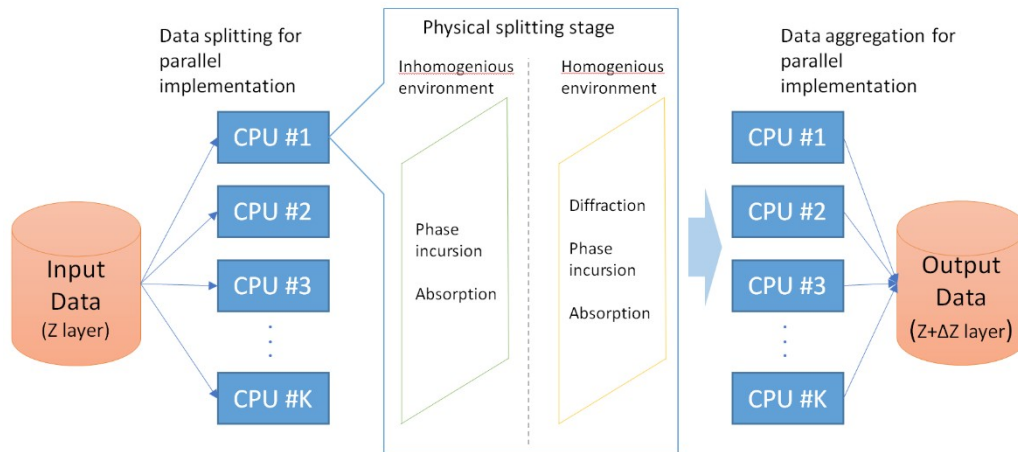 Data splitting for
parallel
implementation
CPU #1
CPU #2
CPU #3
. . .
CPU #K
Input
Data
(Z layer)
Physical splitting stage
Inhomogenious
environment
Phase
incursion
Absorption
Homogenious
environment
Diffraction
Phase
incursion
Absorption
Data aggregation for
parallel
implementation
CPU #1
CPU #2
CPU #3
. . .
CPU #K
Output
Data
(Z+ΔZ layer)